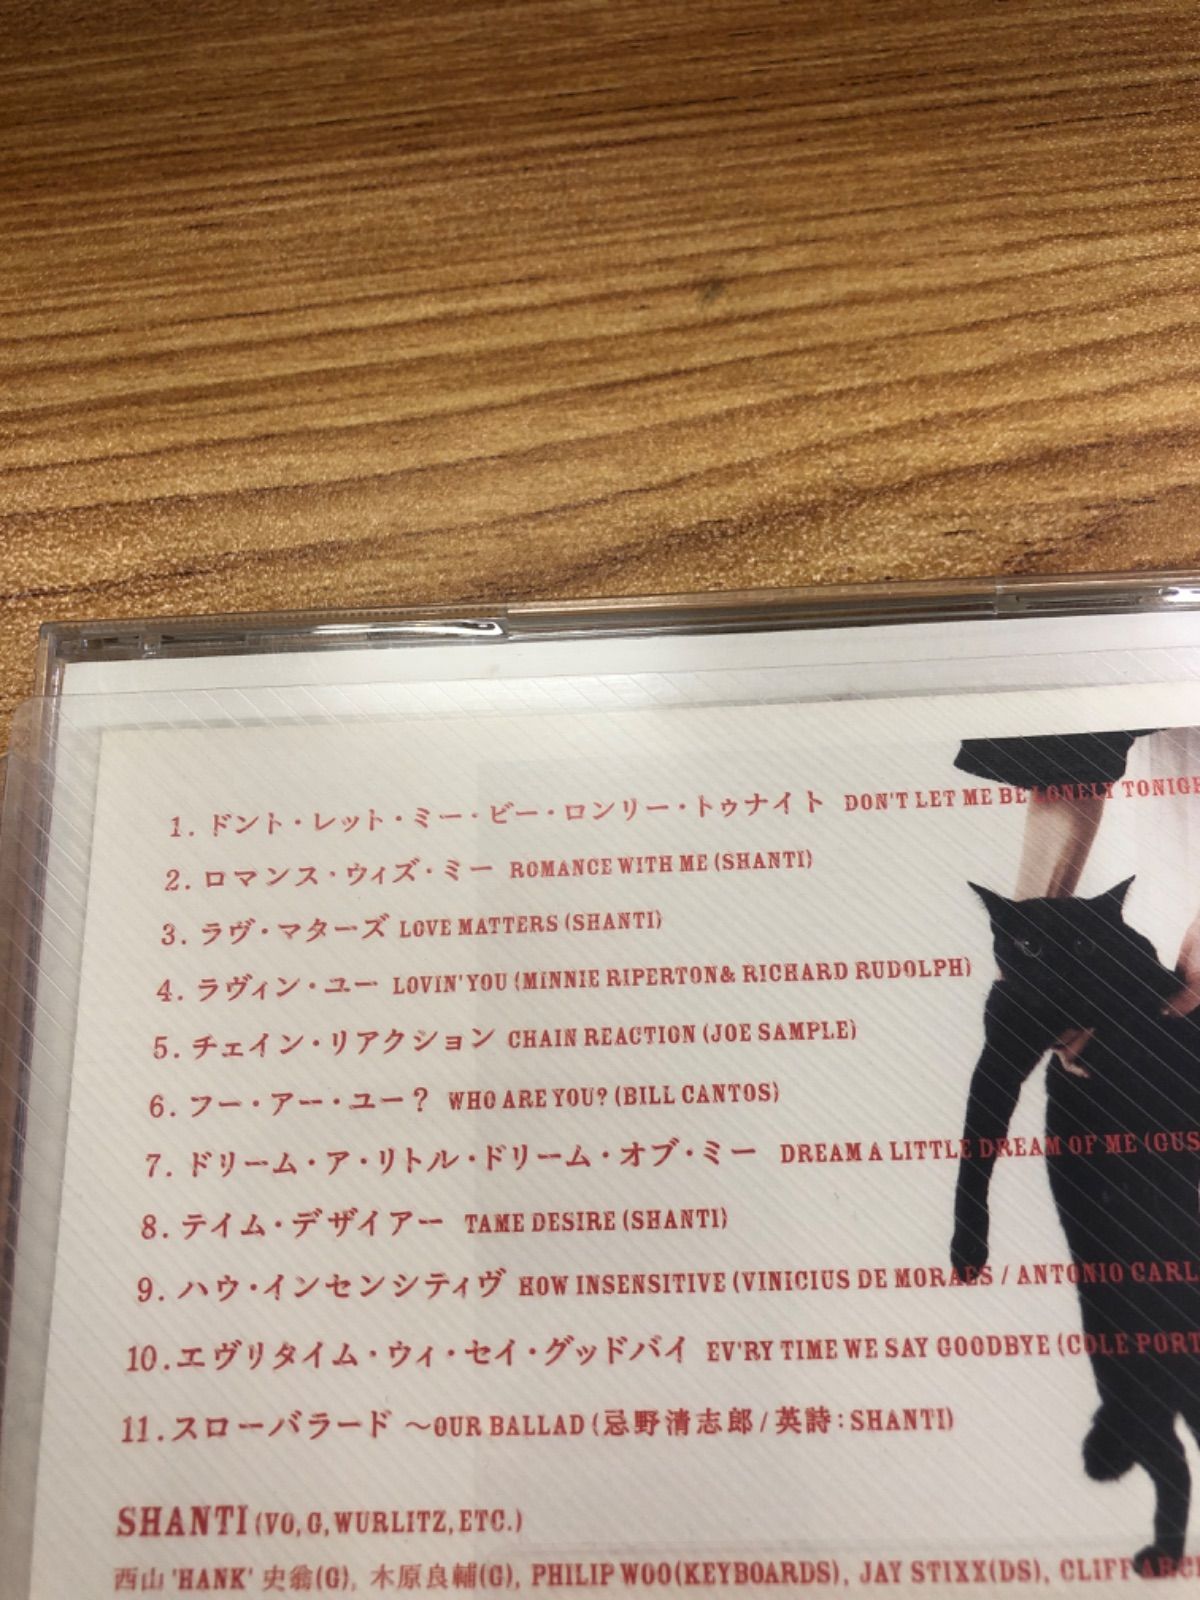 1. ドント・レット・ミー・ビー・ロンリー・トゥナイト DON'T LET ME BE LONELY
2. ロマンス・ウィズ・ミー ROMANCE WITH ME (SHANTI)
3. ラヴ・マターズ LOVE MATTERS (SHANTI)
4. ラヴィン・ユー LOVIN' YOU (MINNIE RIPERTON& RICHARD RUDOLPH)
5. チェイン・リアクション CHAIN REACTION (JOE SAMPLE)
6. フー・アー・ユー？ WHO ARE YOU? (BILL CANTOS)
7. ドリーム・ア・リトル・ドリーム・オブ・ミー DREAM A LITTLE DREAM OF ME (GUS
8. テイム・デザイアー TAME DESIRE (SHANTI)
9. ハウ・インセンシティヴ HOW INSENSITIVE (VINICIUS DE MORAES / ANTONIO CARL
10. エヴリタイム・ウィ・セイ・グッドバイ EV'RY TIME WE SAY GOODBYE (COLE PORT
11. スローバラード 〜OUR BALLAD (忌野清志郎 / 英詩：SHANTI)
SHANTI (VO, G, WURLITZ, ETC.)
西山 'HANK' 史翁(G), 木原良輔(G), PHILIP WOO(KEYBOARDS), JAY STIXX(DS), CLIFF